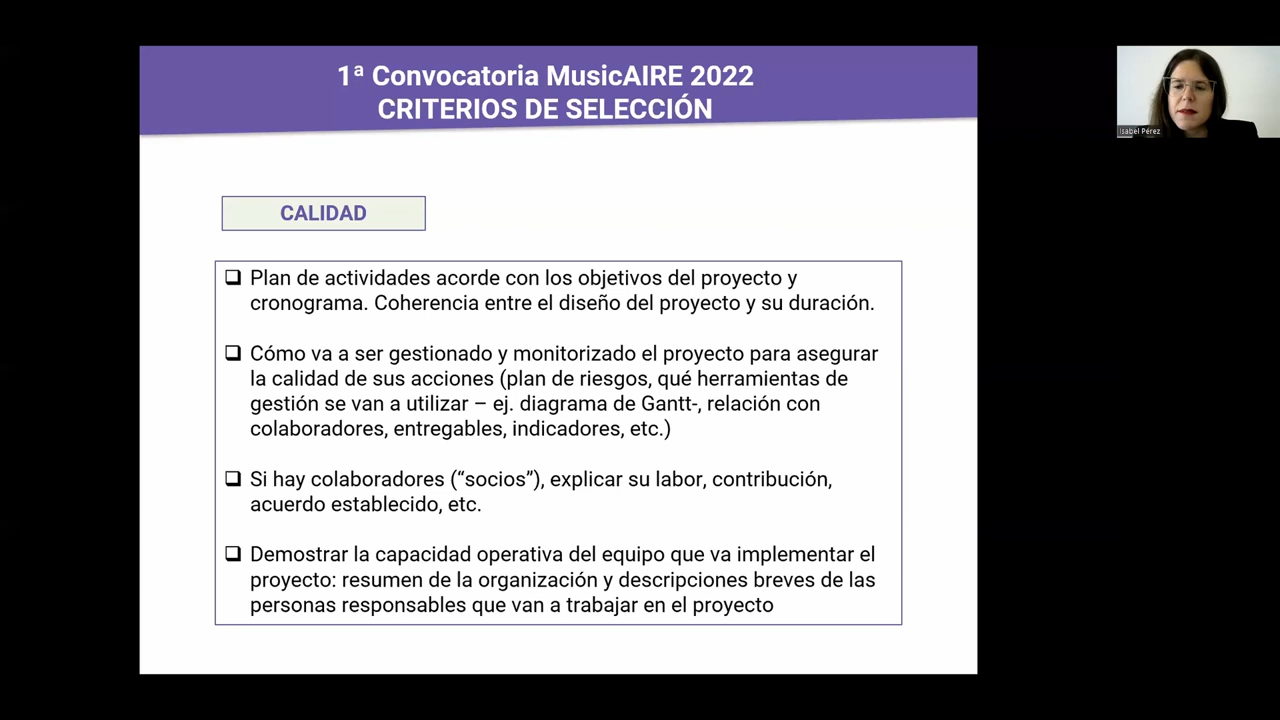 1ª Convocatoria MusicAIRE 2022
CRITERIOS DE SELECCIÓN
Isabel Pérez
CALIDAD
❑ Plan de actividades acorde con los objetivos del proyecto y
cronograma. Coherencia entre el diseño del proyecto y su duración.
❑ Cómo va a ser gestionado y monitorizado el proyecto para asegurar
la calidad de sus acciones (plan de riesgos, qué herramientas de
gestión se van a utilizar – ej. diagrama de Gantt-, relación con
colaboradores, entregables, indicadores, etc.)
❑ Si hay colaboradores (“socios”), explicar su labor, contribución,
acuerdo establecido, etc.
❑ Demostrar la capacidad operativa del equipo que va implementar el
proyecto: resumen de la organización y descripciones breves de las
personas responsables que van a trabajar en el proyecto